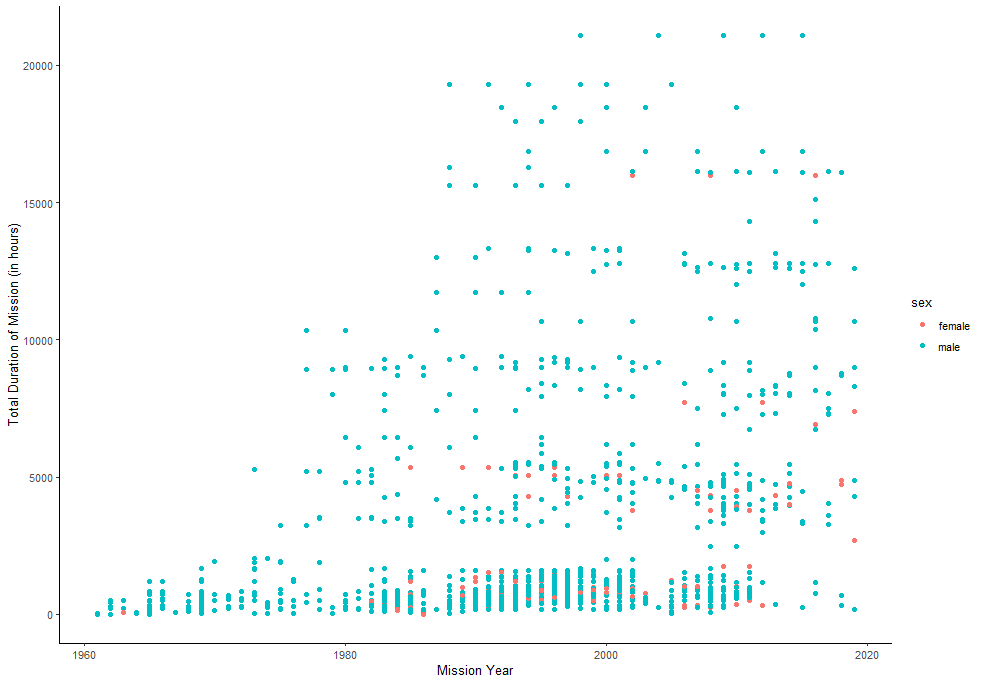 Total Duration of Mission (in hours)
20000
15000
10000
5000
0
1960
1980
2000
2020
Mission Year
sex
female
male